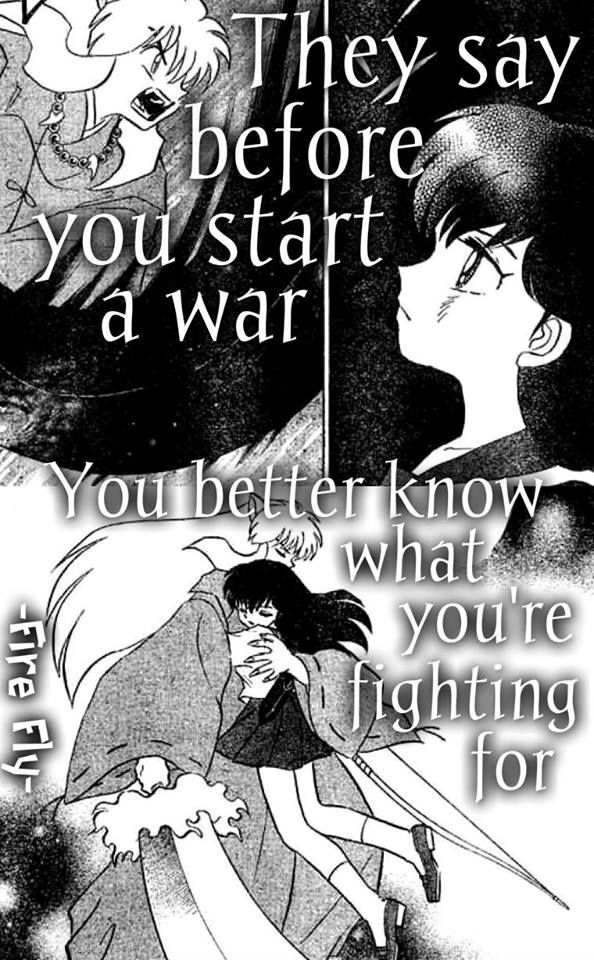 They say
before
you start
a war
You better know
what
you're
fighting
for
-Fire Fly-